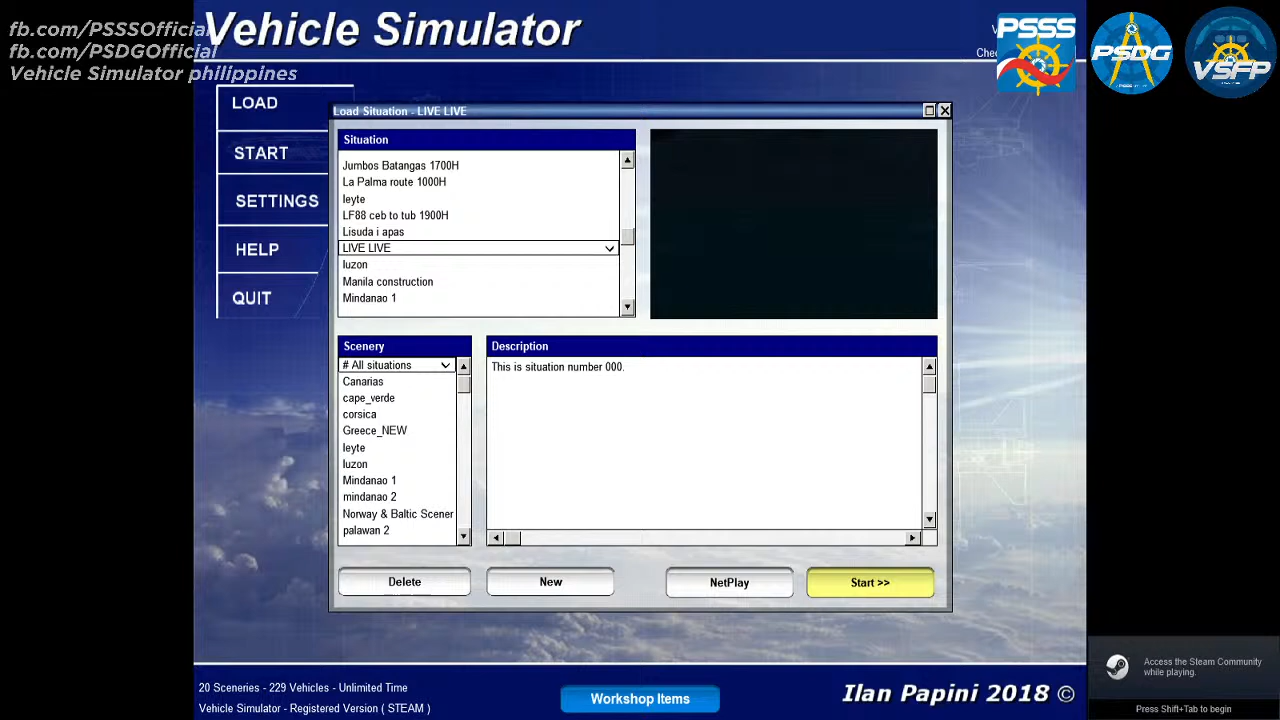 fb.com/PSSSOfficial
fb.com/PSDGOfficial
Vehicle Simulator philippines
Vehicle Simulator
PSSS
PSDG
VSFP
LOAD
START
SETTINGS
HELP
QUIT
Load Situation - LIVE LIVE
Situation
Jumbos Batangas 1700H
La Palma route 1000H
leyte
LF88 ceb to tub 1900H
Lisuda i apas
LIVE LIVE
luzon
Manila construction
Mindanao 1
Scenery
# All situations
Canarias
cape_verde
corsica
Greece_NEW
leyte
luzon
Mindanao 1
mindanao 2
Norway & Baltic Scener
palawan 2
Description
This is situation number 000.
Delete
New
NetPlay
Start >>
20 Sceneries - 229 Vehicles - Unlimited Time
Vehicle Simulator - Registered Version ( STEAM )
Workshop Items
Ilan Papini 2018 ©
Access the Steam Community
while playing.
Press Shift+Tab to begin